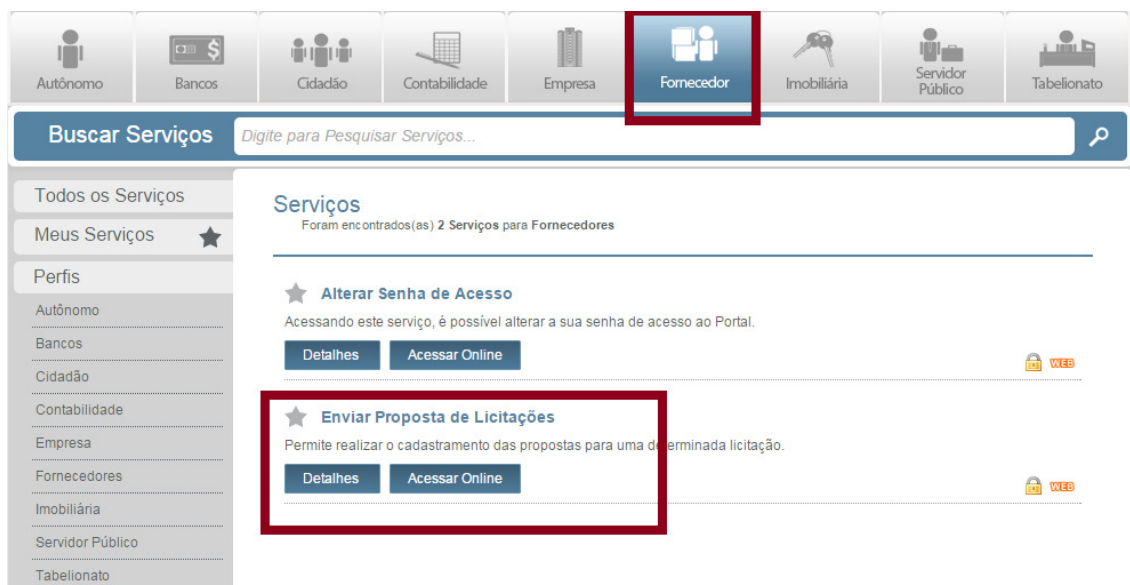 Autônomo
Bancos
Cidadão
Contabilidade
Empresa
Fornecedor
Imobiliária
Servidor
Público
Tabelionato
Buscar Serviços
Digite para Pesquisar Serviços...
Todos os Serviços
Meus Serviços
Perfis
Autônomo
Bancos
Cidadão
Contabilidade
Empresa
Fornecedores
Imobiliária
Servidor Público
Tabelionato
Serviços
Foram encontrados(as) 2 Serviços para Fornecedores
Alterar Senha de Acesso
Acessando este serviço, é possível alterar a sua senha de acesso ao Portal.
Detalhes
Acessar Online
WEB
Enviar Proposta de Licitações
Permite realizar o cadastramento das propostas para uma determinada licitação.
Detalhes
Acessar Online
WEB